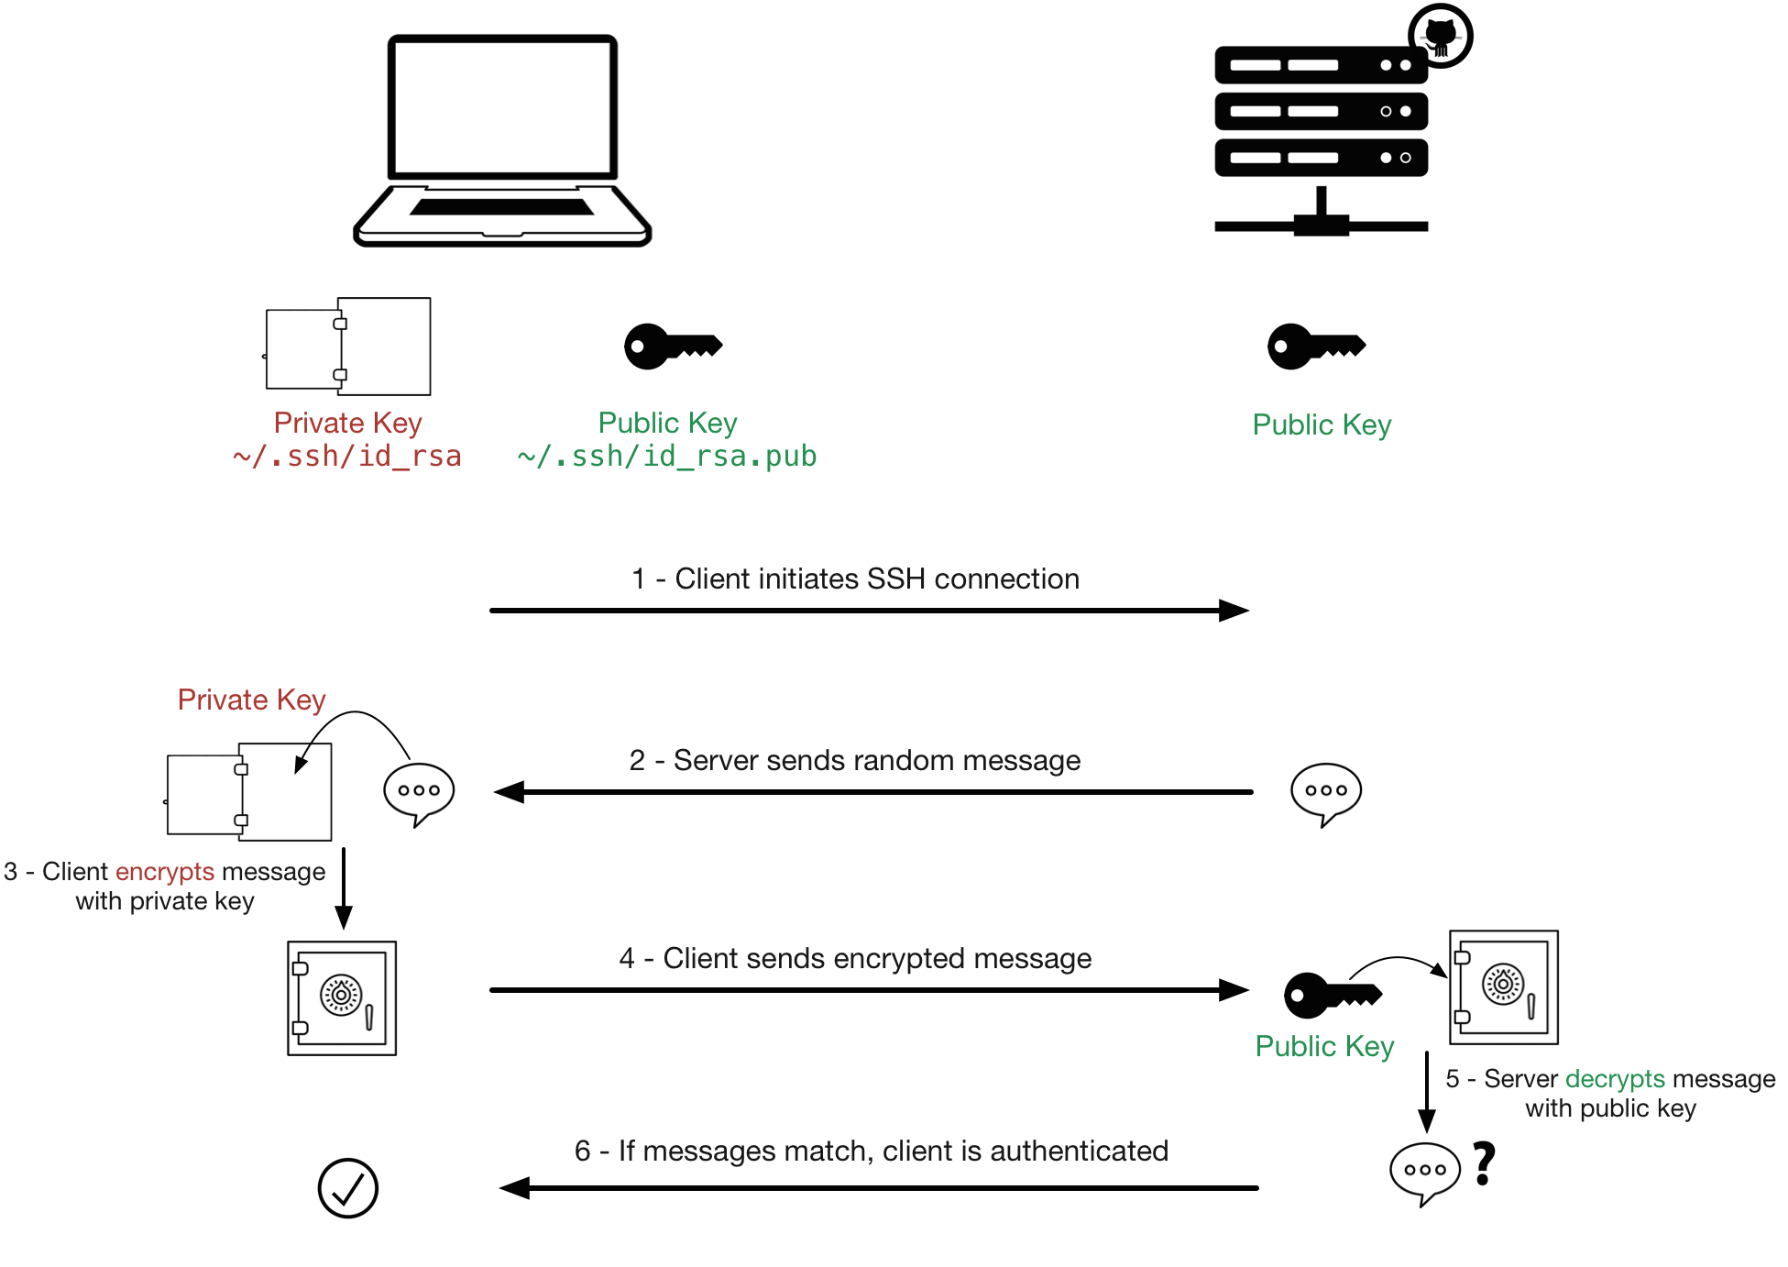 Private Key
~/.ssh/id_rsa
Public Key
~/.ssh/id_rsa.pub
Public Key
1 - Client initiates SSH connection
Private Key
2 - Server sends random message
3 - Client encrypts message
with private key
4 - Client sends encrypted message
Public Key
5 - Server decrypts message
with public key
6 - If messages match, client is authenticated
?